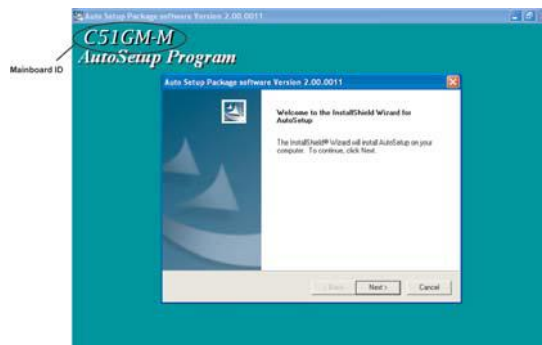 Auto Setup Package software Version 2.00.0011
C51GM-M
AutoSetup Program
Mainboard ID
Auto Setup Package software Version 2.00.0011
Welcome to the InstallShield Wizard for
AutoSetup
The InstallShield® Wizard will install AutoSetup on your
computer. To continue, click Next.
< Back
Next >
Cancel